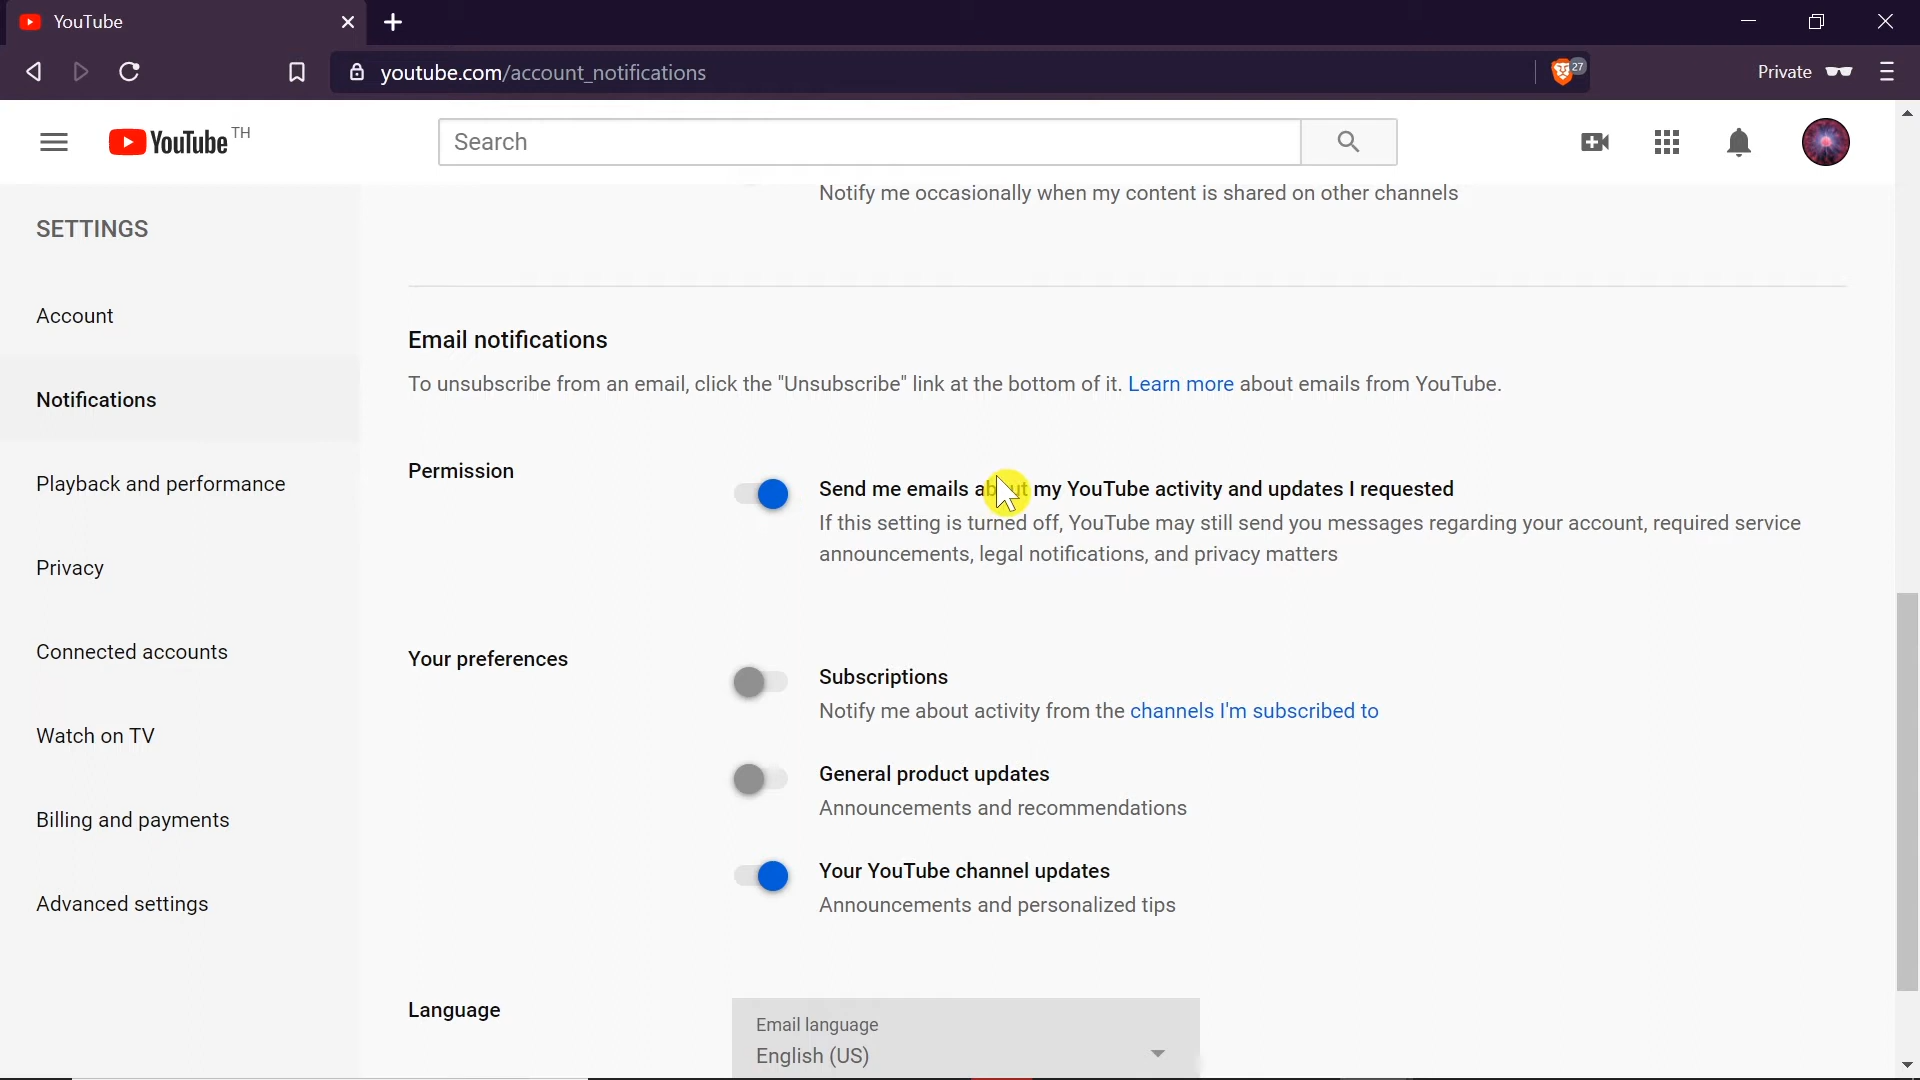 YouTube
youtube.com/account_notifications
27
Private
YouTube TH
Search
Notify me occasionally when my content is shared on other channels
SETTINGS
Account
Notifications
Playback and performance
Privacy
Connected accounts
Watch on TV
Billing and payments
Advanced settings
Email notifications
To unsubscribe from an email, click the "Unsubscribe" link at the bottom of it. Learn more about emails from YouTube.
Permission
Send me emails about my YouTube activity and updates I requested
If this setting is turned off, YouTube may still send you messages regarding your account, required service
announcements, legal notifications, and privacy matters
Your preferences
Subscriptions
Notify me about activity from the channels I'm subscribed to
General product updates
Announcements and recommendations
Your YouTube channel updates
Announcements and personalized tips
Language
Email language
English (US)